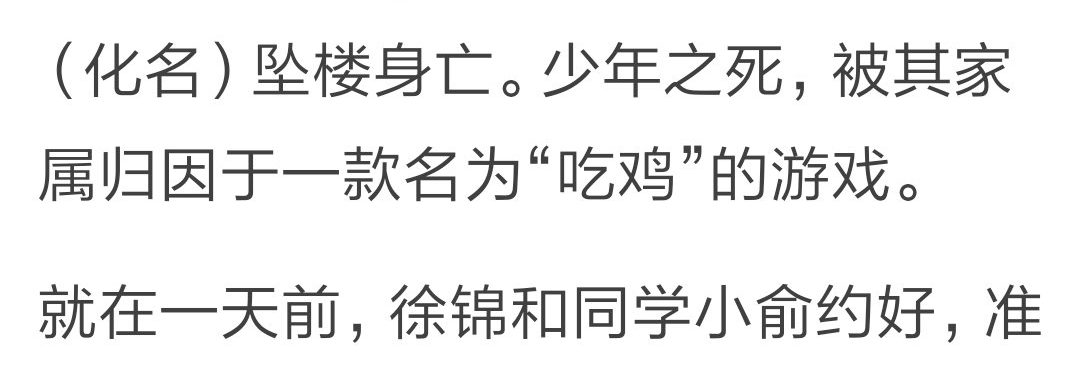 （化名）坠楼身亡。少年之死，被其家
属归因于一款名为“吃鸡”的游戏。
就在一天前，徐锦和同学小俞约好，准